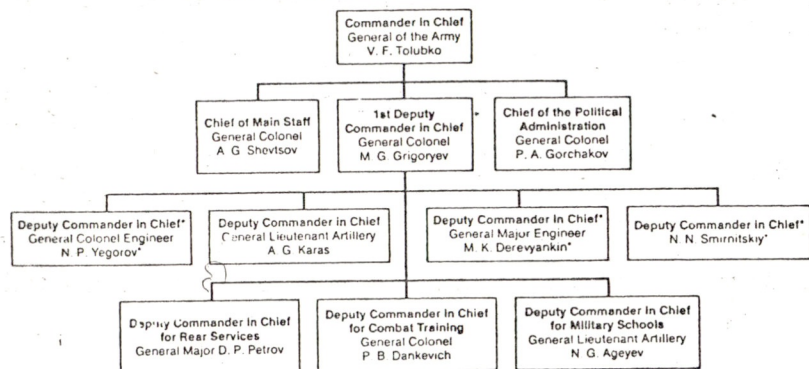 Commander in Chief
General of the Army
V. F. Tolubko
Chief of Main Staff
General Colonel
A. G. Shevtsov
1st Deputy
Commander in Chief
General Colonel
M. G. Grigoryev
Chief of the Political
Administration
General Colonel
P. A. Gorchakov
Deputy Commander in Chief*
General Colonel Engineer
N. P. Yegorov*
Deputy Commander in Chief
General Lieutenant Artillery
A. G. Karas
Deputy Commander in Chief*
General Major Engineer
M. K. Derevyankin*
Deputy Commander in Chief*
N. N. Smirnitskiy*
Deputy Commander in Chief
for Rear Services
General Major D. P. Petrov
Deputy Commander in Chief
for Combat Training
General Colonel
P. B. Dankevich
Deputy Commander in Chief
for Military Schools
General Lieutenant Artillery
N. G. Ageyev